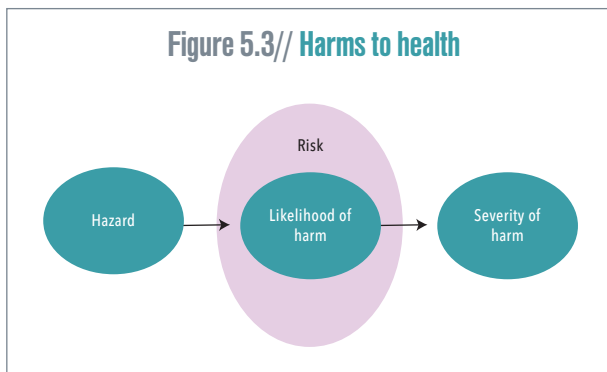 Figure 5.3// Harms to health
Risk
Hazard
Likelihood of
harm
Severity of
harm